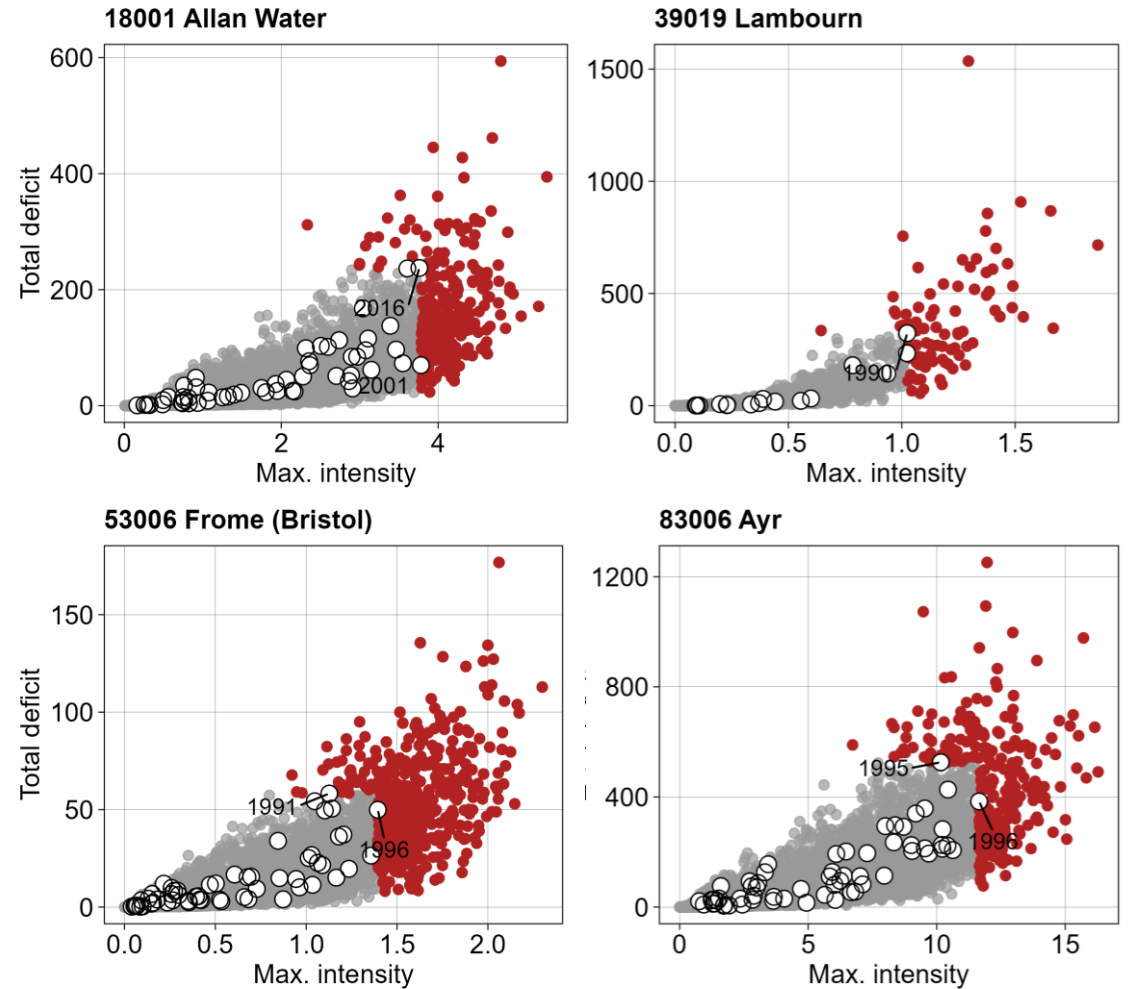 18001 Allan Water
39019 Lambourn
600
400
200
0
Total deficit
2016
2001
0 2 4
Max. intensity
1500
1000
500
0
1990
0.0 0.5 1.0 1.5
Max. intensity
53006 Frome (Bristol)
83006 Ayr
150
100
50
0
Total deficit
1991
1996
0.0 0.5 1.0 1.5 2.0
Max. intensity
1200
800
400
0
1995
1996
0 5 10 15
Max. intensity